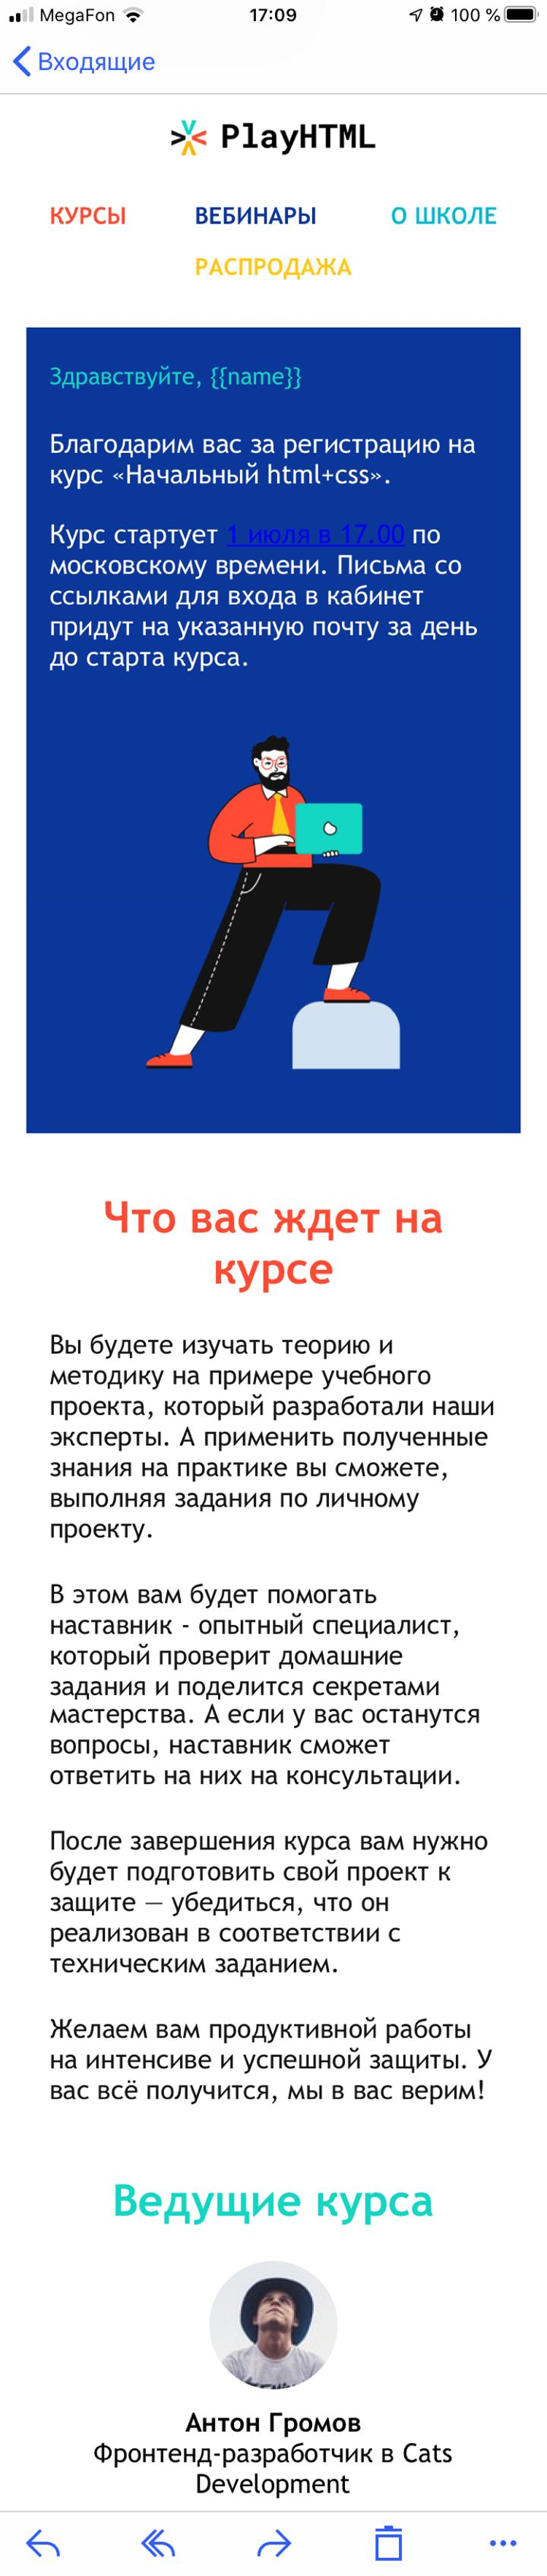 MegaFon 17:09 100 %
Входящие
PlayHTML
КУРСЫ ВЕБИНАРЫ О ШКОЛЕ
РАСПРОДАЖА
Здравствуйте, {{name}}
Благодарим вас за регистрацию на
курс «Начальный html+css».
Курс стартует 1 июля в 17.00 по
московскому времени. Письма со
ссылками для входа в кабинет
придут на указанную почту за день
до старта курса.
Что вас ждет на
курсе
Вы будете изучать теорию и
методику на примере учебного
проекта, который разработали наши
эксперты. А применить полученные
знания на практике вы сможете,
выполняя задания по личному
проекту.
В этом вам будет помогать
наставник - опытный специалист,
который проверит домашние
задания и поделится секретами
мастерства. А если у вас останутся
вопросы, наставник сможет
ответить на них на консультации.
После завершения курса вам нужно
будет подготовить свой проект к
защите — убедиться, что он
реализован в соответствии с
техническим заданием.
Желаем вам продуктивной работы
на интенсиве и успешной защиты. У
вас всё получится, мы в вас верим!
Ведущие курса
Антон Громов
Фронтенд-разработчик в Cats
Development